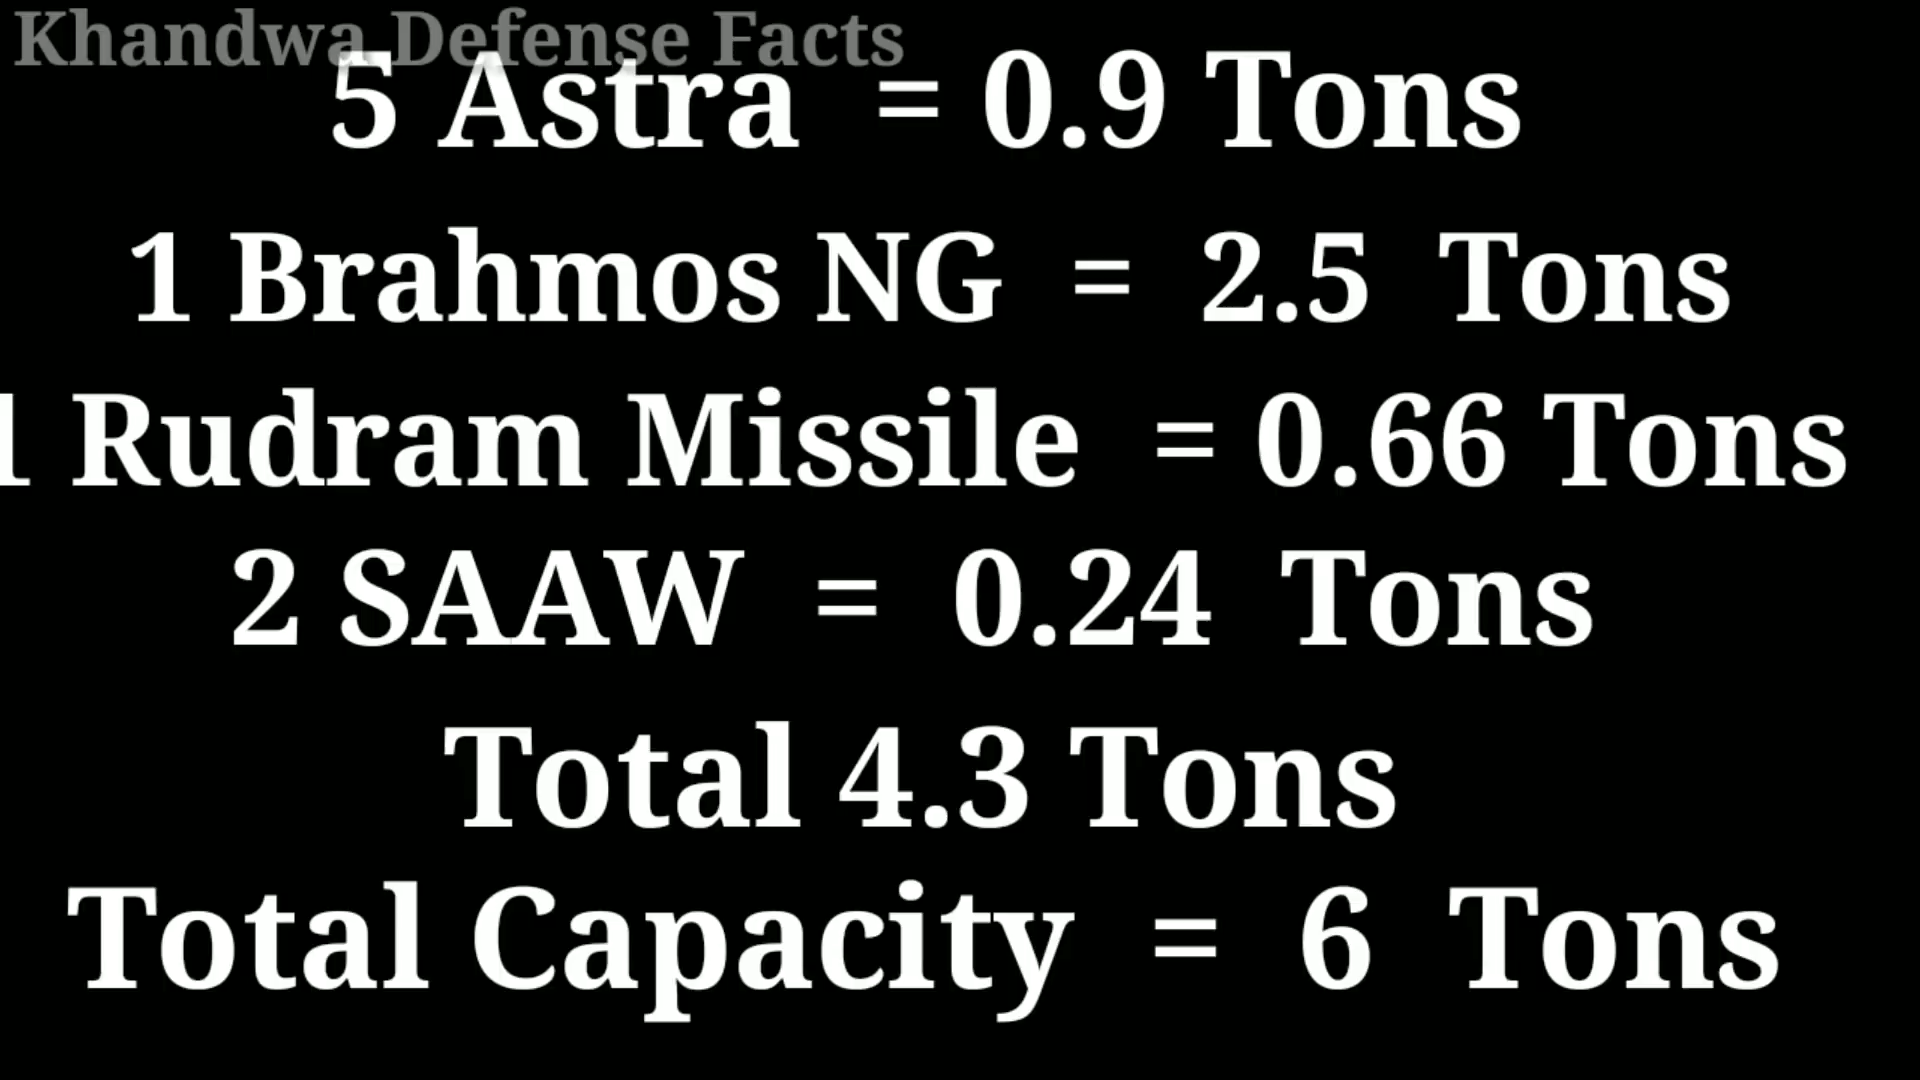 Khandwa Defense Facts
5 Astra = 0.9 Tons
1 Brahmos NG = 2.5 Tons
1 Rudram Missile = 0.66 Tons
2 SAAW = 0.24 Tons
Total 4.3 Tons
Total Capacity = 6 Tons